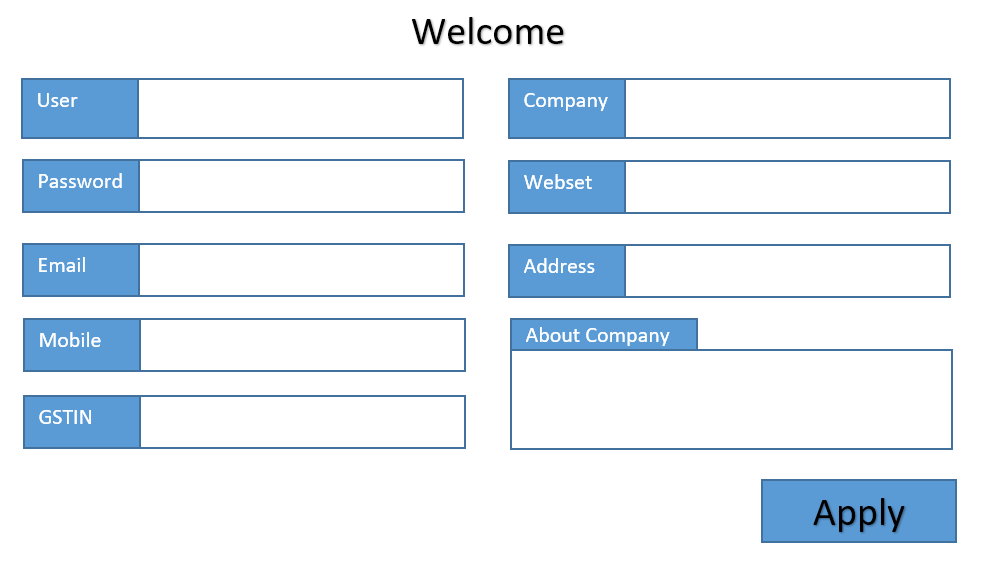 Welcome
User
Company
Password
Webset
Email
Address
Mobile
About Company
GSTIN
Apply